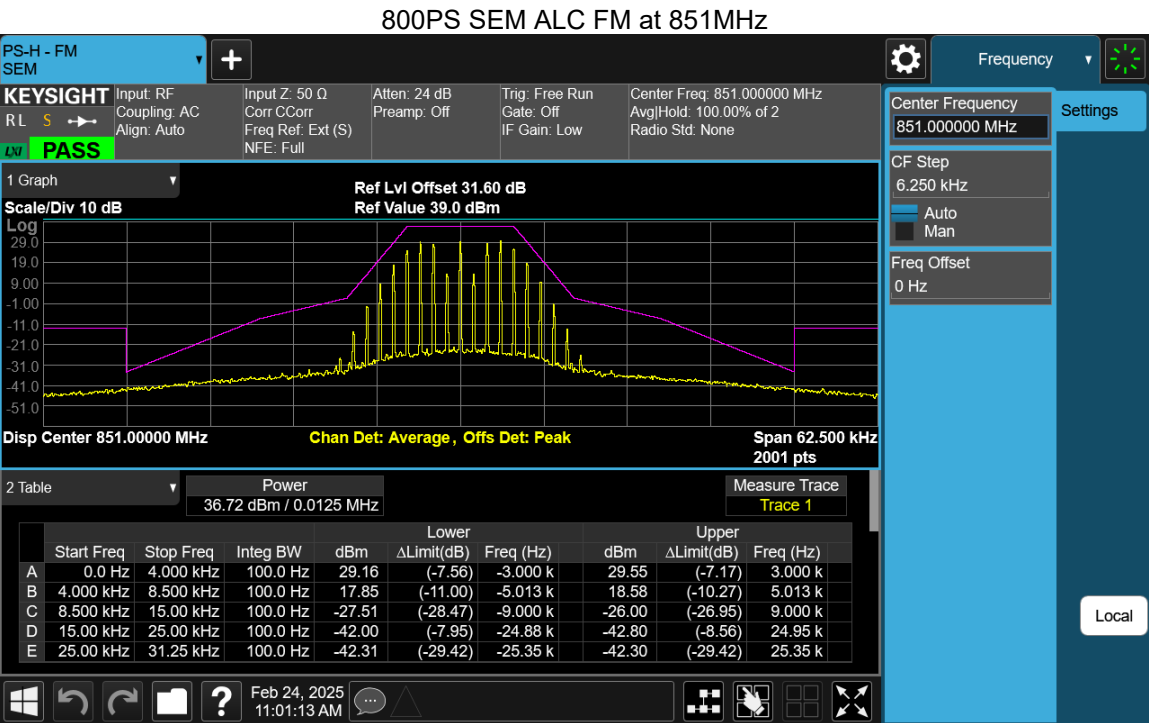 800PS SEM ALC FM at 851MHz
PS-H - FM
SEM
Frequency
KEYSIGHT
R L S
LXI
PASS
Input: RF
Coupling: AC
Align: Auto
Input Z: 50 Ω
Corr CCorr
Freq Ref: Ext (S)
NFE: Full
Atten: 24 dB
Preamp: Off
Trig: Free Run
Gate: Off
IF Gain: Low
Center Freq: 851.000000 MHz
Avg|Hold: 100.00% of 2
Radio Std: None
Center Frequency
851.000000 MHz
Settings
CF Step
6.250 kHz
Auto
Man
Freq Offset
0 Hz
1 Graph
Scale/Div 10 dB
Ref Lvl Offset 31.60 dB
Ref Value 39.0 dBm
Log
29.0
19.0
9.00
-1.00
-11.0
-21.0
-31.0
-41.0
-51.0
Disp Center 851.00000 MHz
Chan Det: Average , Offs Det: Peak
Span 62.500 kHz
2001 pts
2 Table
Power
36.72 dBm / 0.0125 MHz
Measure Trace
Trace 1
Lower Upper
Start Freq Stop Freq Integ BW dBm ΔLimit(dB) Freq (Hz) dBm ΔLimit(dB) Freq (Hz)
A 0.0 Hz 4.000 kHz 100.0 Hz 29.16 (-7.56) -3.000 k 29.55 (-7.17) 3.000 k
B 4.000 kHz 8.500 kHz 100.0 Hz 17.85 (-11.00) -5.013 k 18.58 (-10.27) 5.013 k
C 8.500 kHz 15.00 kHz 100.0 Hz -27.51 (-28.47) -9.000 k -26.00 (-26.95) 9.000 k
D 15.00 kHz 25.00 kHz 100.0 Hz -42.00 (-7.95) -24.88 k -42.80 (-8.56) 24.95 k
E 25.00 kHz 31.25 kHz 100.0 Hz -42.31 (-29.42) -25.35 k -42.30 (-29.42) 25.35 k
Local
?
Feb 24, 2025
11:01:13 AM